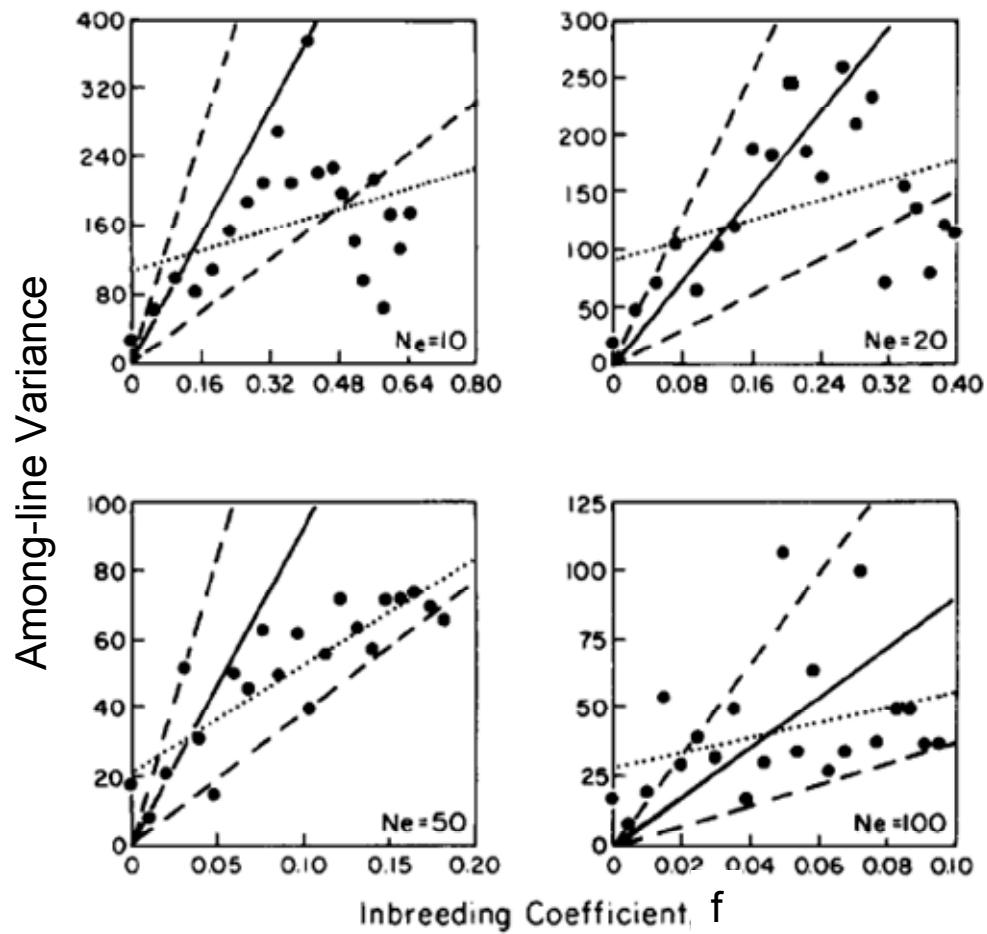 Among-line Variance
400
320
240
160
80
0
0 0.16 0.32 0.48 0.64 0.80
Ne=10
300
250
200
150
100
50
0
0 0.08 0.16 0.24 0.32 0.40
Ne=20
100
80
60
40
20
0
0 0.05 0.10 0.15 0.20
Ne=50
125
100
75
50
25
0
0 0.02 0.04 0.06 0.08 0.10
Ne=100
Inbreeding Coefficient, f